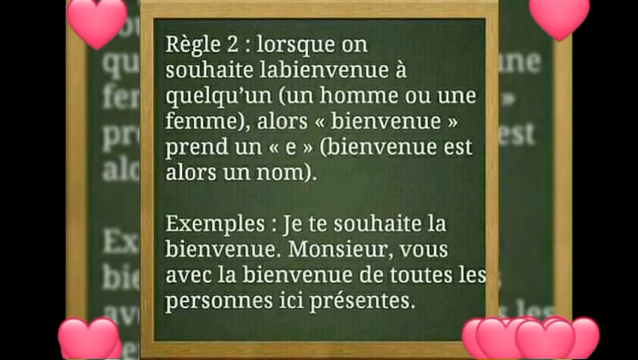 Règle 2 : lorsque on
souhaite labienvenue à
quelqu’un (un homme ou une
femme), alors « bienvenue »
prend un « e » (bienvenue est
alors un nom).
Exemples : Je te souhaite la
bienvenue. Monsieur, vous
avec la bienvenue de toutes les
personnes ici présentes.